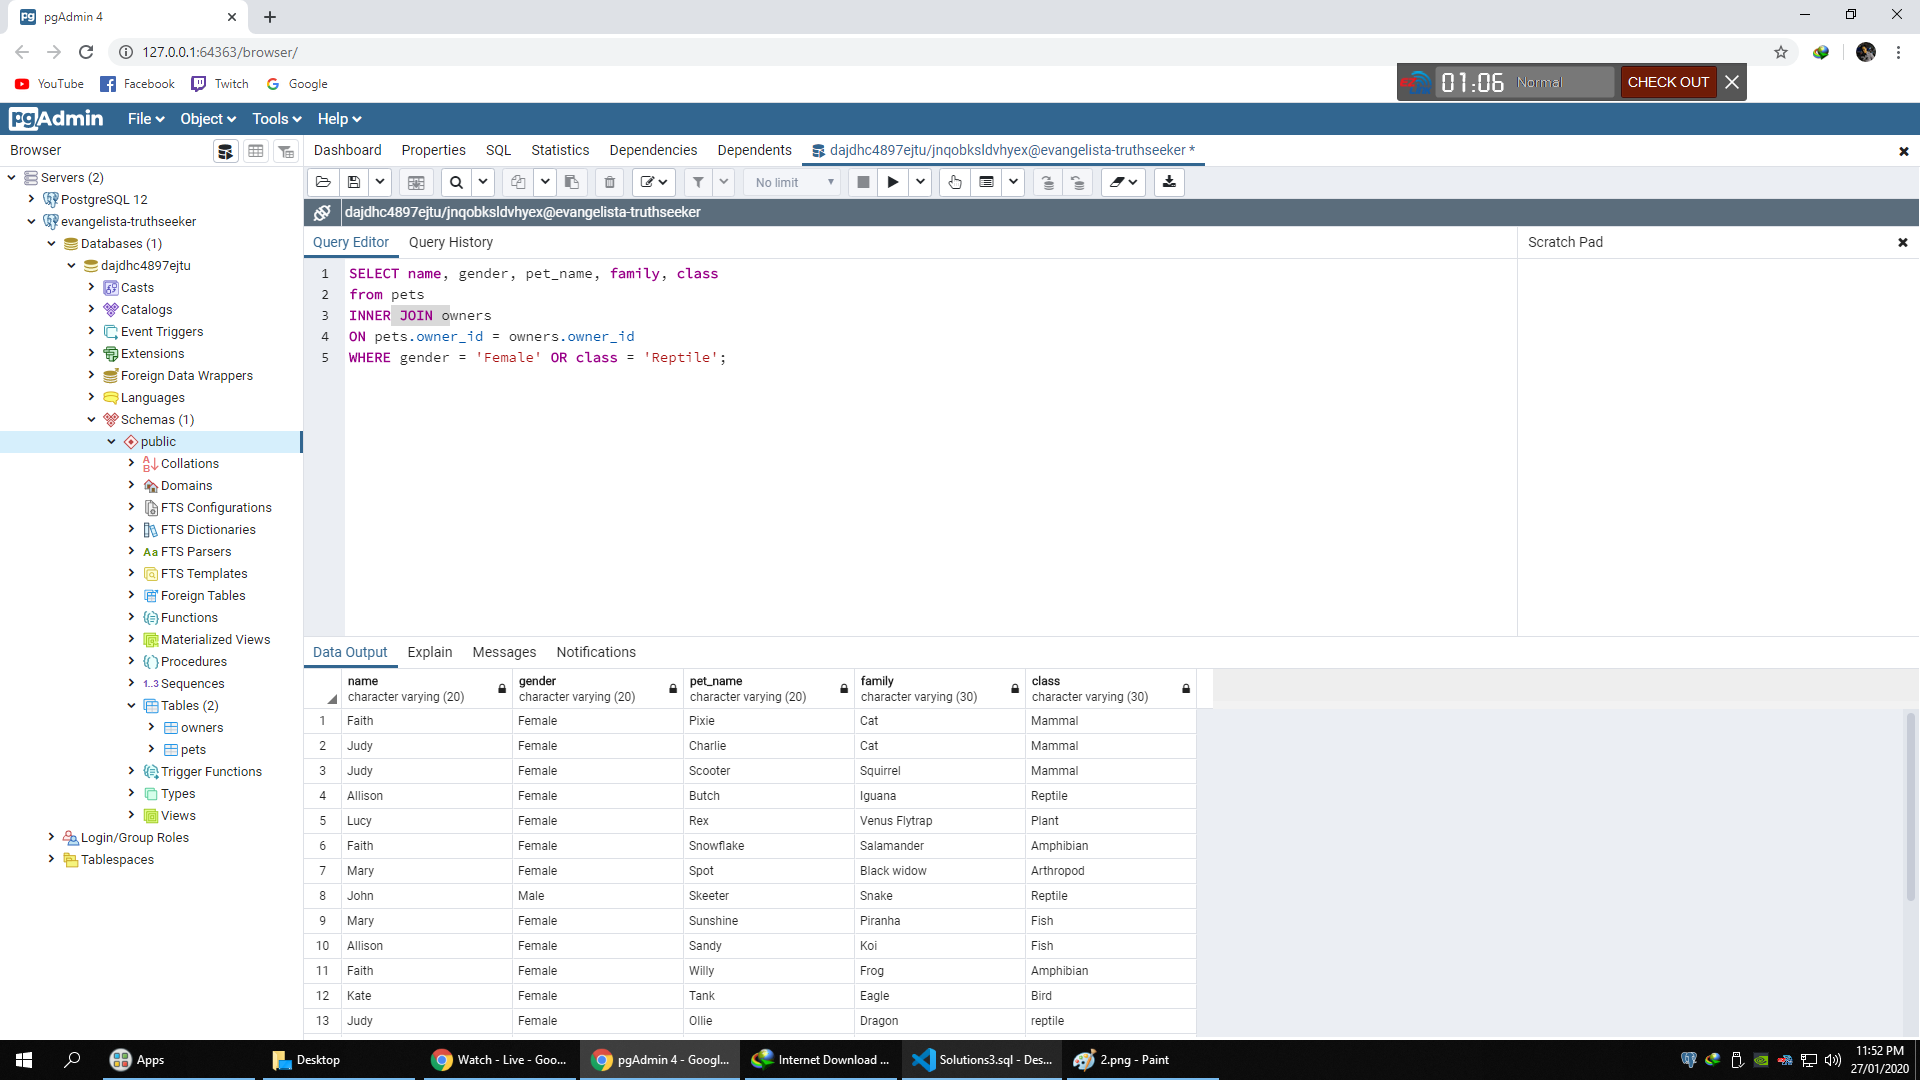 pgAdmin 4
127.0.0.1:64363/browser/
YouTube Facebook Twitch Google
01:06 Normal CHECK OUT
pgAdmin File Object Tools Help
Browser
Dashboard Properties SQL Statistics Dependencies Dependents dajdhc4897ejtu/jnqobksldvhyex@evangelista-truthseeker *
Servers (2)
PostgreSQL 12
evangelista-truthseeker
Databases (1)
dajdhc4897ejtu
Casts
Catalogs
Event Triggers
Extensions
Foreign Data Wrappers
Languages
Schemas (1)
public
Collations
Domains
FTS Configurations
FTS Dictionaries
Aa FTS Parsers
FTS Templates
Foreign Tables
Functions
Materialized Views
Procedures
1..3 Sequences
Tables (2)
owners
pets
Trigger Functions
Types
Views
Login/Group Roles
Tablespaces
No limit
dajdhc4897ejtu/jnqobksldvhyex@evangelista-truthseeker
Query Editor Query History
Scratch Pad
1 SELECT name, gender, pet_name, family, class
2 from pets
3 INNER JOIN owners
4 ON pets.owner_id = owners.owner_id
5 WHERE gender = 'Female' OR class = 'Reptile';
Data Output Explain Messages Notifications
name gender pet_name family class
character varying (20) character varying (20) character varying (20) character varying (30) character varying (30)
1 Faith Female Pixie Cat Mammal
2 Judy Female Charlie Cat Mammal
3 Judy Female Scooter Squirrel Mammal
4 Allison Female Butch Iguana Reptile
5 Lucy Female Rex Venus Flytrap Plant
6 Faith Female Snowflake Salamander Amphibian
7 Mary Female Spot Black widow Arthropod
8 John Male Skeeter Snake Reptile
9 Mary Female Sunshine Piranha Fish
10 Allison Female Sandy Koi Fish
11 Faith Female Willy Frog Amphibian
12 Kate Female Tank Eagle Bird
13 Judy Female Ollie Dragon reptile
Apps Desktop Watch - Live - Goo... pgAdmin 4 - Googl... Internet Download ... Solutions3.sql - Des... 2.png - Paint
11:52 PM
27/01/2020